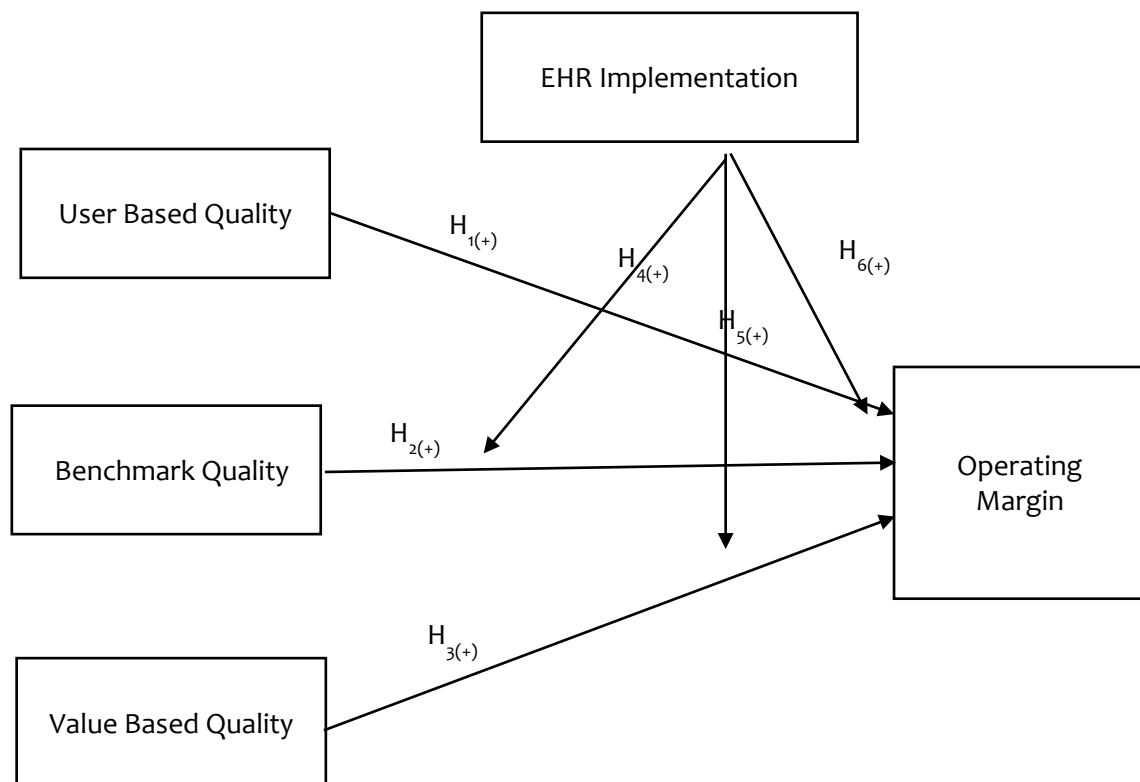 EHR Implementation
User Based Quality
H1(+)
H4(+)
H6(+)
H5(+)
Benchmark Quality
H2(+)
Operating
Margin
H3(+)
Value Based Quality